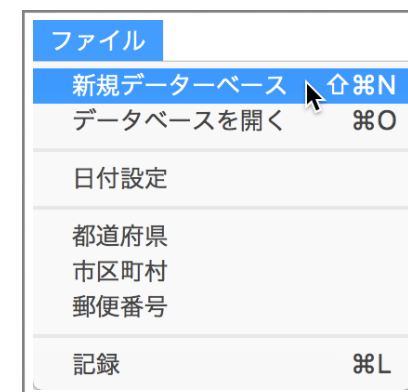 ファイル
新規データーベース ⇧⌘N
データベースを開く ⌘O
日付設定
都道府県
市区町村
郵便番号
記録 ⌘L